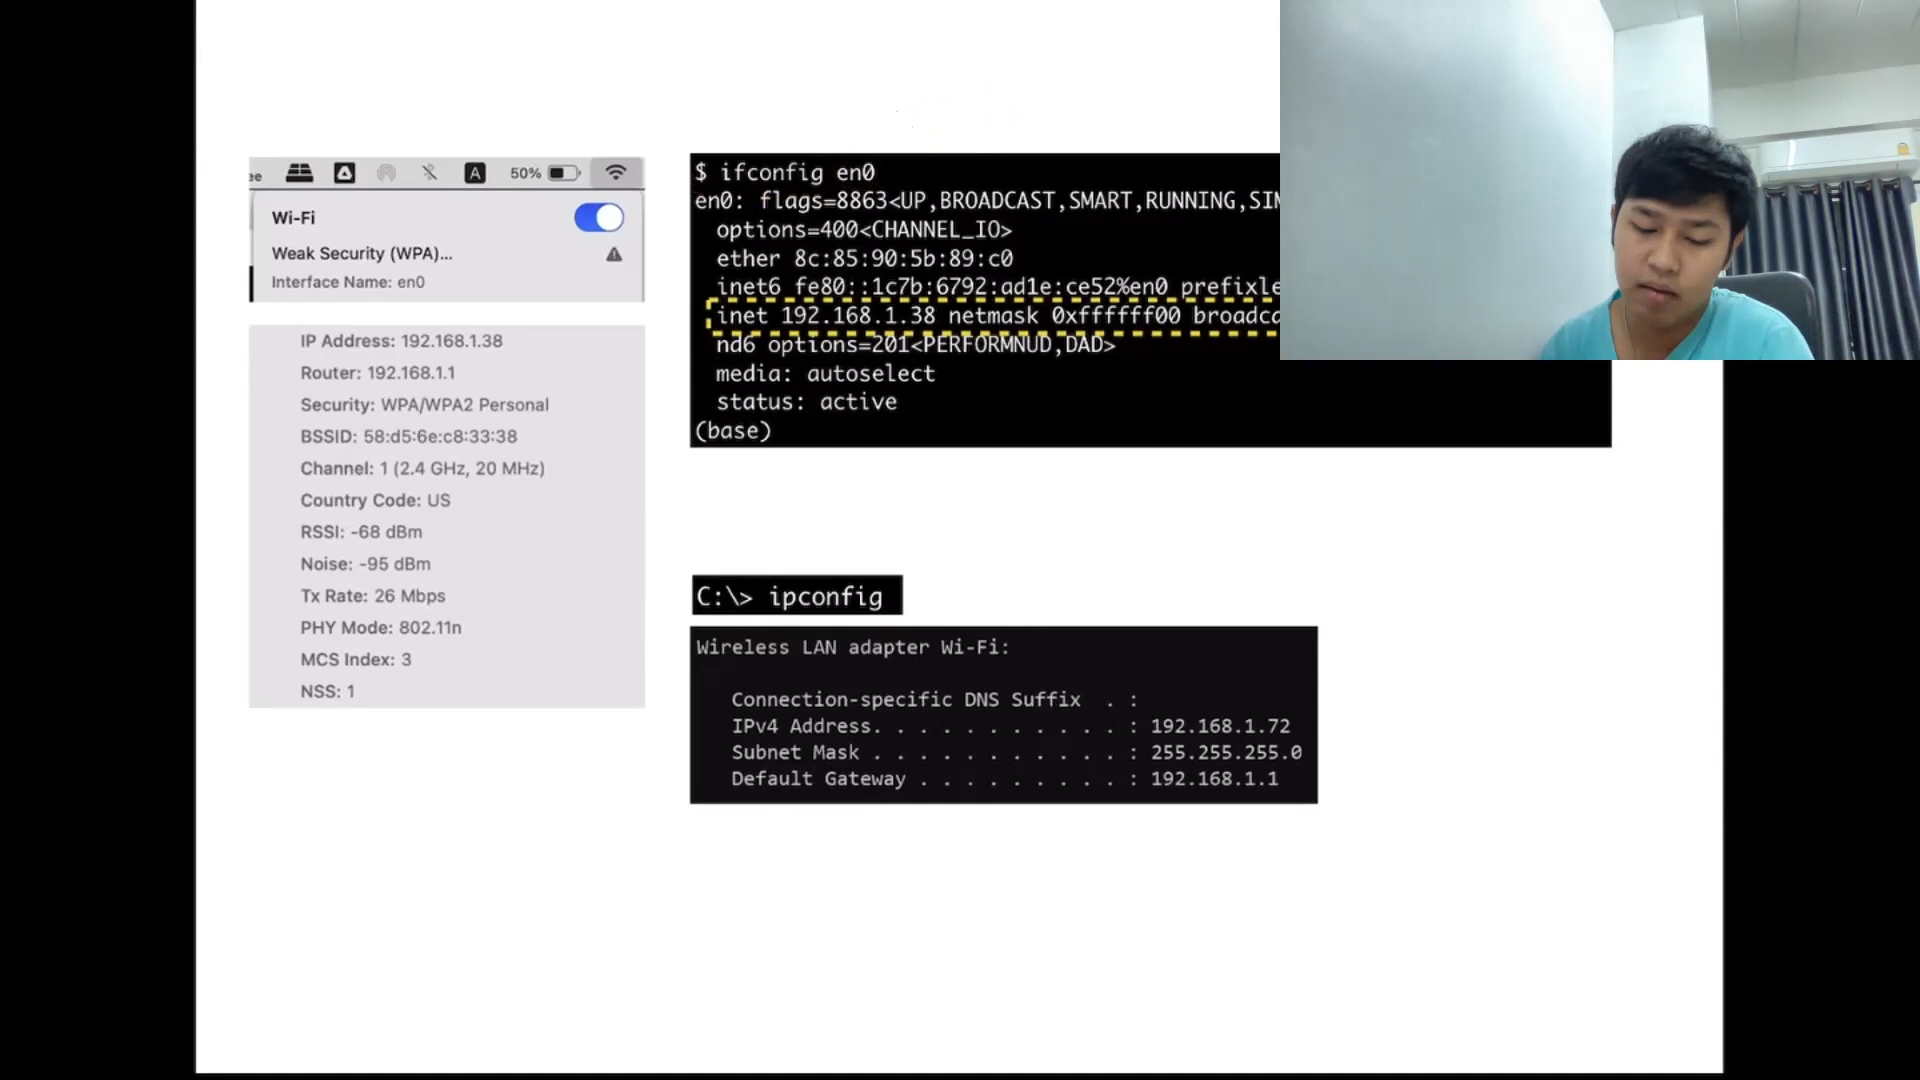 ee A 50%
Wi-Fi
Weak Security (WPA)...
Interface Name: en0
IP Address: 192.168.1.38
Router: 192.168.1.1
Security: WPA/WPA2 Personal
BSSID: 58:d5:6e:c8:33:38
Channel: 1 (2.4 GHz, 20 MHz)
Country Code: US
RSSI: -68 dBm
Noise: -95 dBm
Tx Rate: 26 Mbps
PHY Mode: 802.11n
MCS Index: 3
NSS: 1
$ ifconfig en0
en0: flags=8863<UP,BROADCAST,SMART,RUNNING,SIM
options=400<CHANNEL_IO>
ether 8c:85:90:5b:89:c0
inet6 fe80::1c7b:6792:ad1e:ce52%en0 prefixle
inet 192.168.1.38 netmask 0xffffff00 broadca
nd6 options=201<PERFORMNUD,DAD>
media: autoselect
status: active
(base)
C:\> ipconfig
Wireless LAN adapter Wi-Fi:
Connection-specific DNS Suffix . :
IPv4 Address. . . . . . . . . . . : 192.168.1.72
Subnet Mask . . . . . . . . . . . : 255.255.255.0
Default Gateway . . . . . . . . . : 192.168.1.1